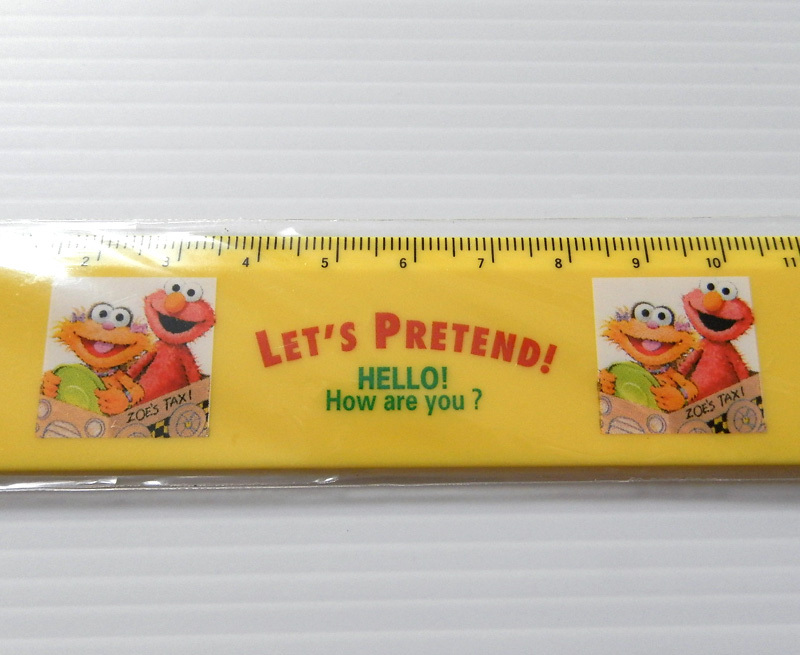 2 3 4 5 6 7 8 9 10 11
LET'S PRETEND!
HELLO!
How are you ?
ZOE'S TAXI
ZOE'S TAXI